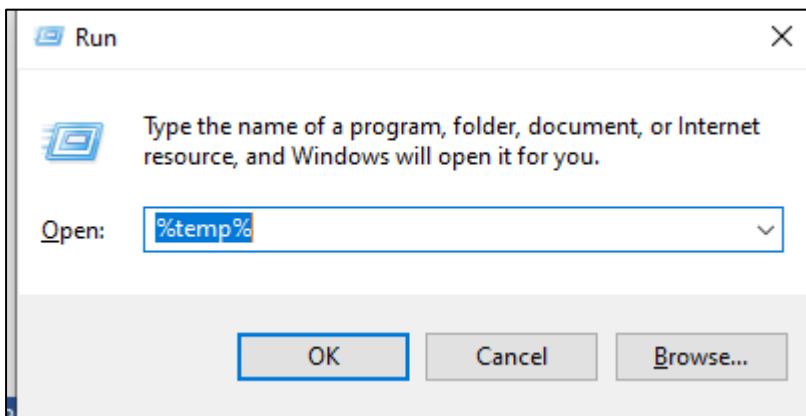 Run
Type the name of a program, folder, document, or Internet
resource, and Windows will open it for you.
Open: %temp%
OK Cancel Browse...